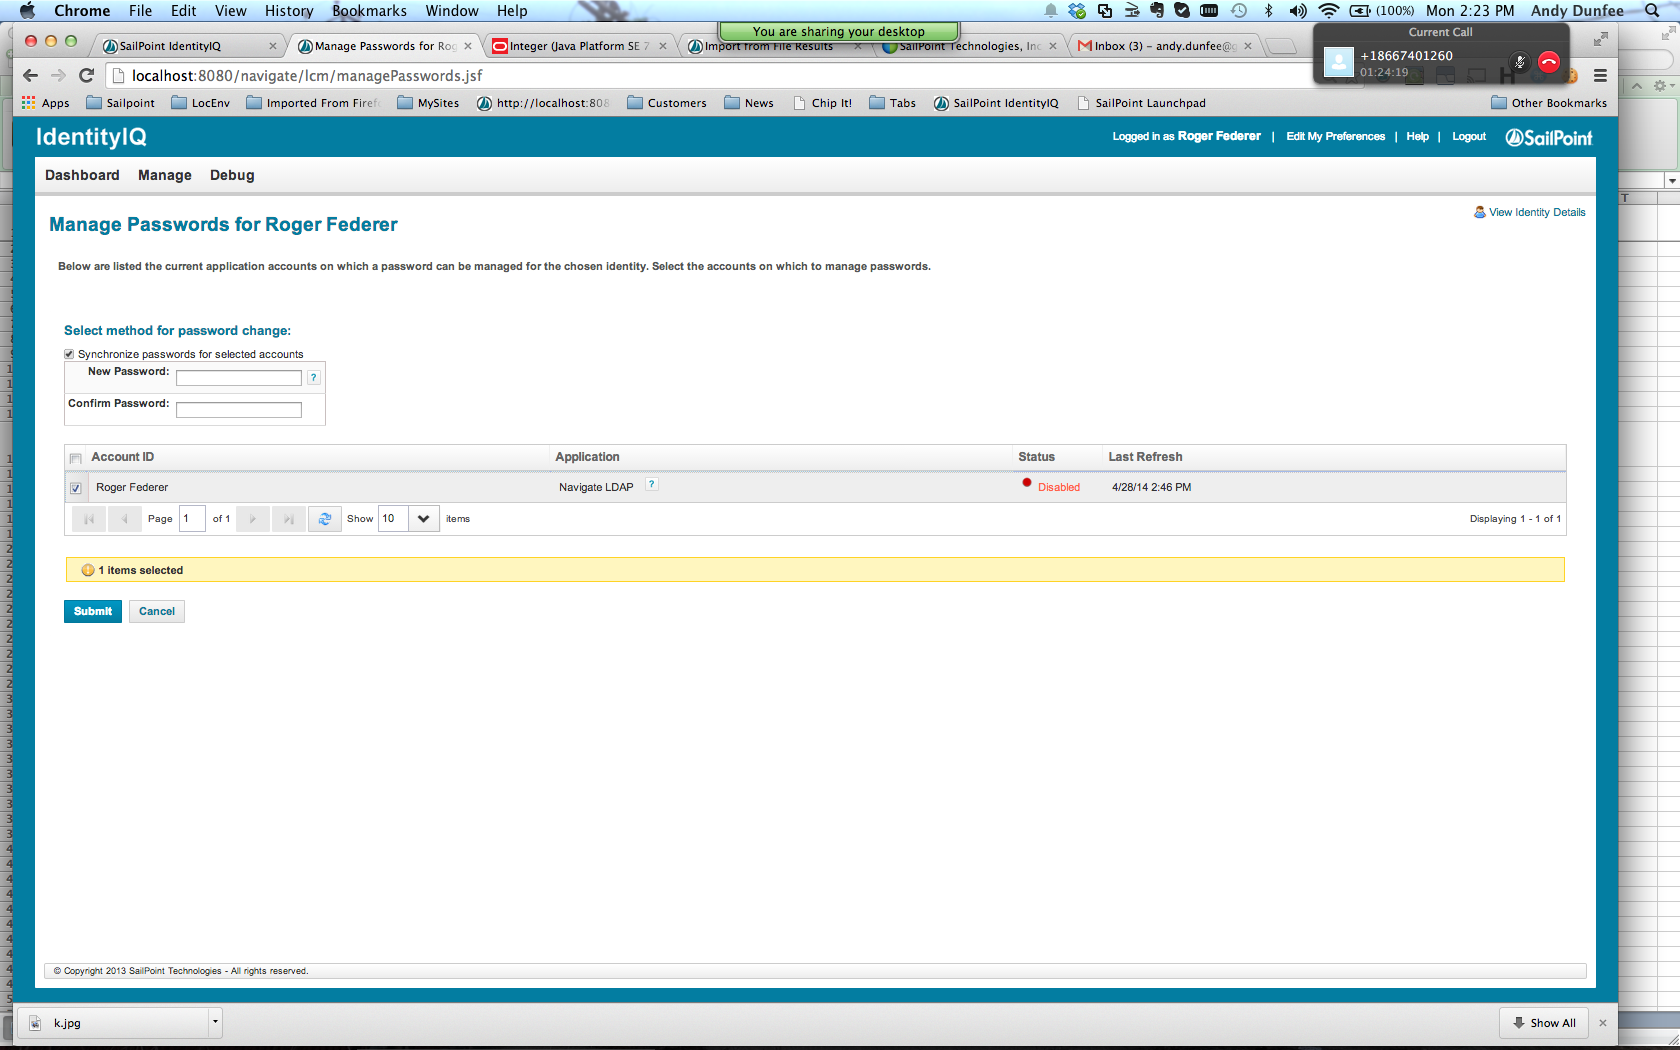 Chrome File Edit View History Bookmarks Window Help
(100%) Mon 2:23 PM Andy Dunfee
You are sharing your desktop
Current Call
+18667401260
01:24:19
SailPoint IdentityIQ
Manage Passwords for Rog
Integer (Java Platform SE 7
Import from File Results
SailPoint Technologies, Inc
Inbox (3) - andy.dunfee@g
localhost:8080/navigate/lcm/managePasswords.jsf
Apps Sailpoint LocEnv Imported From Firefo MySites http://localhost:808 Customers News Chip It! Tabs SailPoint IdentityIQ SailPoint Launchpad Other Bookmarks
IdentityIQ
Logged in as Roger Federer | Edit My Preferences | Help | Logout SailPoint
Dashboard Manage Debug
Manage Passwords for Roger Federer
View Identity Details
Below are listed the current application accounts on which a password can be managed for the chosen identity. Select the accounts on which to manage passwords.
Select method for password change:
Synchronize passwords for selected accounts
New Password: ?
Confirm Password:
Account ID Application Status Last Refresh
Roger Federer Navigate LDAP ? Disabled 4/28/14 2:46 PM
Page 1 of 1 Show 10 items Displaying 1 - 1 of 1
1 items selected
Submit Cancel
© Copyright 2013 SailPoint Technologies - All rights reserved.
k.jpg
Show All
T